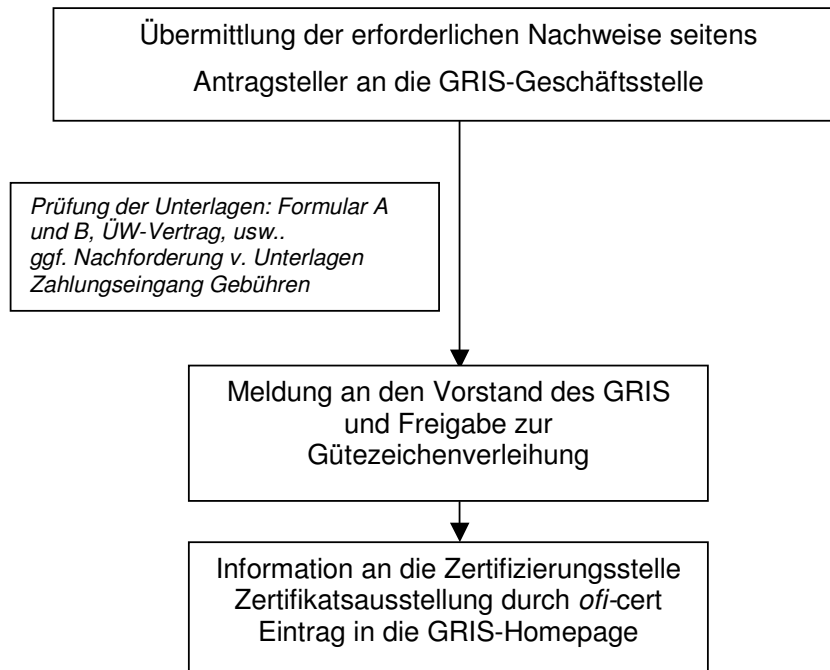 Übermittlung der erforderlichen Nachweise seitens
Antragsteller an die GRIS-Geschäftsstelle
Prüfung der Unterlagen: Formular A
und B, ÜW-Vertrag, usw..
ggf. Nachforderung v. Unterlagen
Zahlungseingang Gebühren
Meldung an den Vorstand des GRIS
und Freigabe zur
Gütezeichenverleihung
Information an die Zertifizierungsstelle
Zertifikatsausstellung durch ofi-cert
Eintrag in die GRIS-Homepage